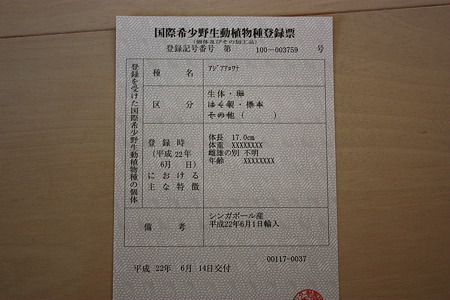 国際希少野生動植物種登録票
(個体及びその加工品)
登録記号番号 第 100-003759 号
登録を受けた国際希少野生動植物種の個体
種名 アジアアロワナ
区分 生体・卵
はく製・標本
その他( )
登録時
(平成22年
6月 日)
における
主な特徴
体長 17.0cm
体重 XXXXXXXX
雌雄の別 不明
年齢 XXXXXXXX
備考 シンガポール産
平成22年6月1日輸入
00117-0037
平成 22年 6月 14日交付